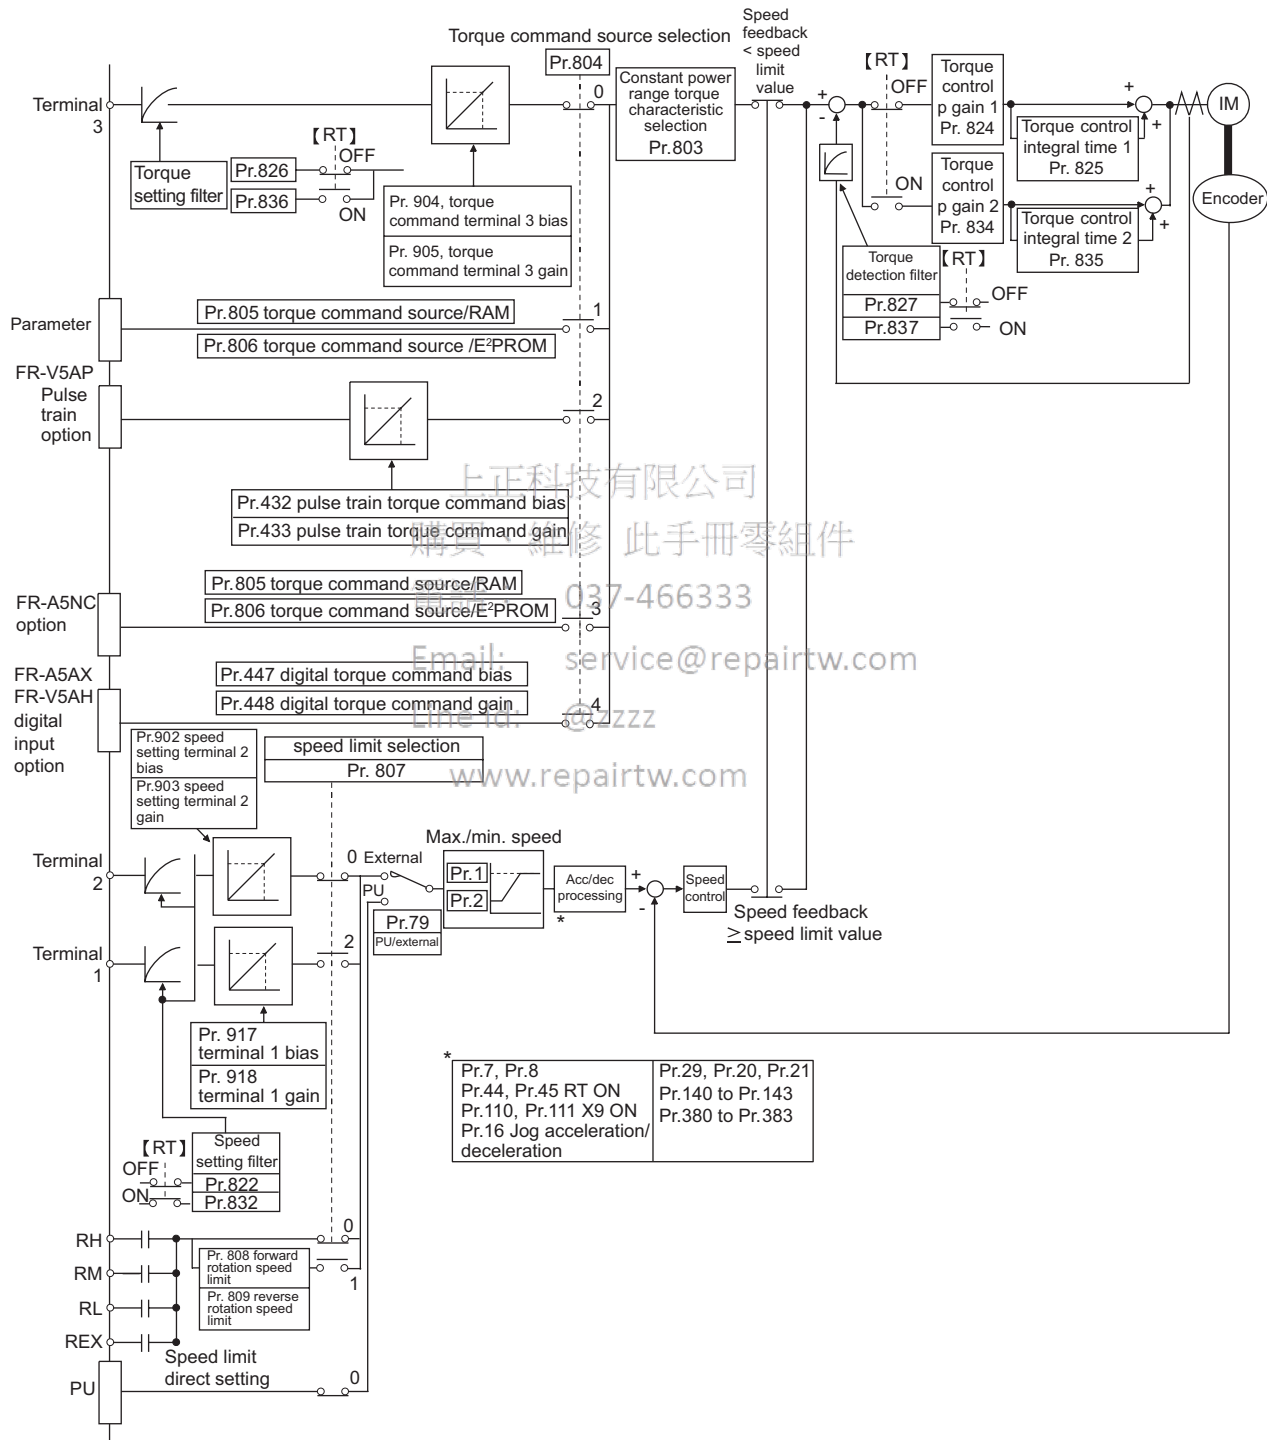 Torque command source selection
Pr.804
Speed
feedback
< speed
limit
value
Terminal
3
Torque
setting filter
【RT】
OFF
ON
Pr.826
Pr.836
Pr. 904, torque
command terminal 3 bias
Pr. 905, torque
command terminal 3 gain
0
Constant power
range torque
characteristic
selection
Pr.803
+
-
【RT】
OFF
ON
Torque
control
p gain 1
Pr. 824
Torque control
integral time 1
Pr. 825
+
+
IM
Encoder
Torque
control
p gain 2
Pr. 834
Torque control
integral time 2
Pr. 835
+
+
Torque
detection filter
Pr.827
Pr.837
【RT】
OFF
ON
Parameter
Pr.805 torque command source/RAM
Pr.806 torque command source /E²PROM
1
FR-V5AP
Pulse
train
option
2
Pr.432 pulse train torque command bias
Pr.433 pulse train torque command gain
上正科技有限公司
購買、維修 此手冊零組件
電話: 037-466333
Email: service@repairtw.com
Line id: @zzzz
www.repairtw.com
FR-A5NC
option
Pr.805 torque command source/RAM
Pr.806 torque command source/E²PROM
3
FR-A5AX
FR-V5AH
digital
input
option
Pr.447 digital torque command bias
Pr.448 digital torque command gain
4
Pr.902 speed
setting terminal 2
bias
Pr.903 speed
setting terminal 2
gain
speed limit selection
Pr. 807
Terminal
2
0
External
PU
Pr.79
PU/external
Max./min. speed
Pr.1
Pr.2
Acc/dec
processing
*
+
-
Speed
control
Speed feedback
≥ speed limit value
Terminal
1
2
Pr. 917
terminal 1 bias
Pr. 918
terminal 1 gain
*
Pr.7, Pr.8
Pr.44, Pr.45 RT ON
Pr.110, Pr.111 X9 ON
Pr.16 Jog acceleration/
deceleration
Pr.29, Pr.20, Pr.21
Pr.140 to Pr.143
Pr.380 to Pr.383
【RT】
OFF
ON
Speed
setting filter
Pr.822
Pr.832
RH
RM
RL
REX
0
1
Pr. 808 forward
rotation speed
limit
Pr. 809 reverse
rotation speed
limit
Speed limit
direct setting
PU
0